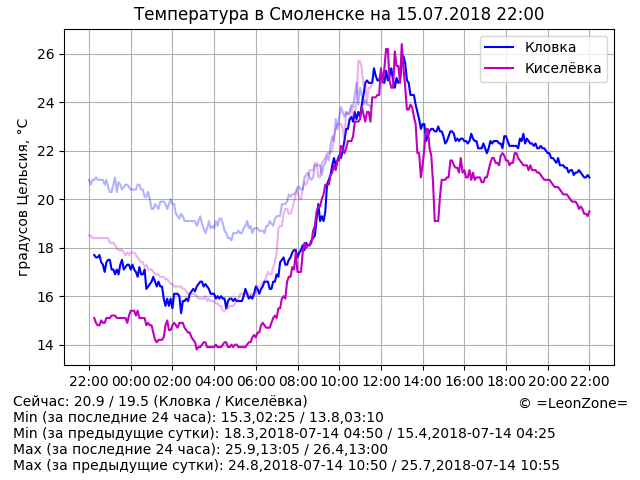 Температура в Смоленске на 15.07.2018 22:00
градусов Цельсия, °C
26
24
22
20
18
16
14
Кловка
Киселёвка
22:00 00:00 02:00 04:00 06:00 08:00 10:00 12:00 14:00 16:00 18:00 20:00 22:00
Сейчас: 20.9 / 19.5 (Кловка / Киселёвка)
© =LeonZone=
Min (за последние 24 часа): 15.3,02:25 / 13.8,03:10
Min (за предыдущие сутки): 18.3,2018-07-14 04:50 / 15.4,2018-07-14 04:25
Max (за последние 24 часа): 25.9,13:05 / 26.4,13:00
Max (за предыдущие сутки): 24.8,2018-07-14 10:50 / 25.7,2018-07-14 10:55